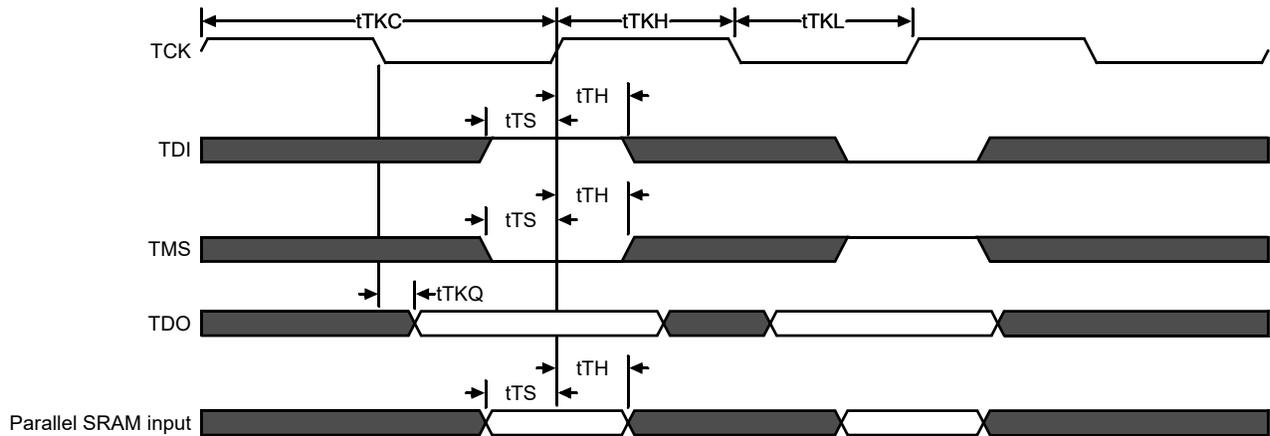 tTKC tTKH tTKL
TCK
tTH
tTS
TDI
tTH
tTS
TMS
tTKQ
TDO
tTH
tTS
Parallel SRAM input